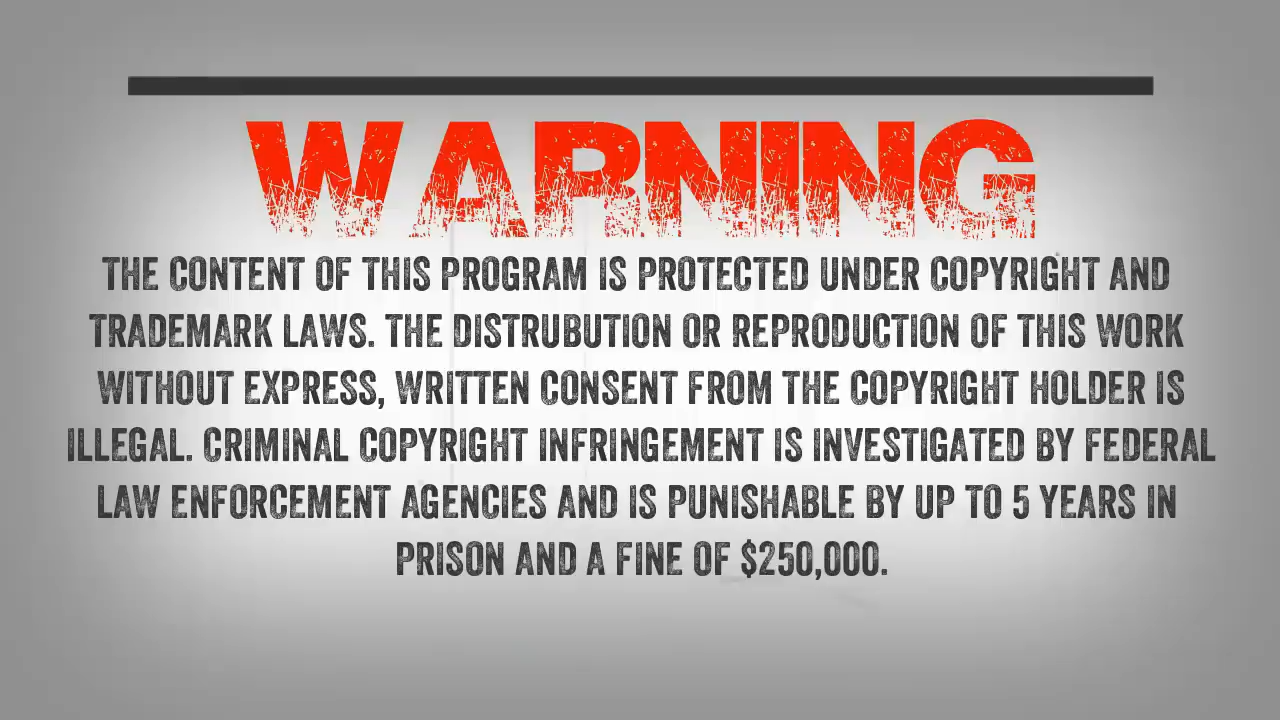 WARNING
THE CONTENT OF THIS PROGRAM IS PROTECTED UNDER COPYRIGHT AND
TRADEMARK LAWS. THE DISTRUBUTION OR REPRODUCTION OF THIS WORK
WITHOUT EXPRESS, WRITTEN CONSENT FROM THE COPYRIGHT HOLDER IS
ILLEGAL. CRIMINAL COPYRIGHT INFRINGEMENT IS INVESTIGATED BY FEDERAL
LAW ENFORCEMENT AGENCIES AND IS PUNISHABLE BY UP TO 5 YEARS IN
PRISON AND A FINE OF $250,000.